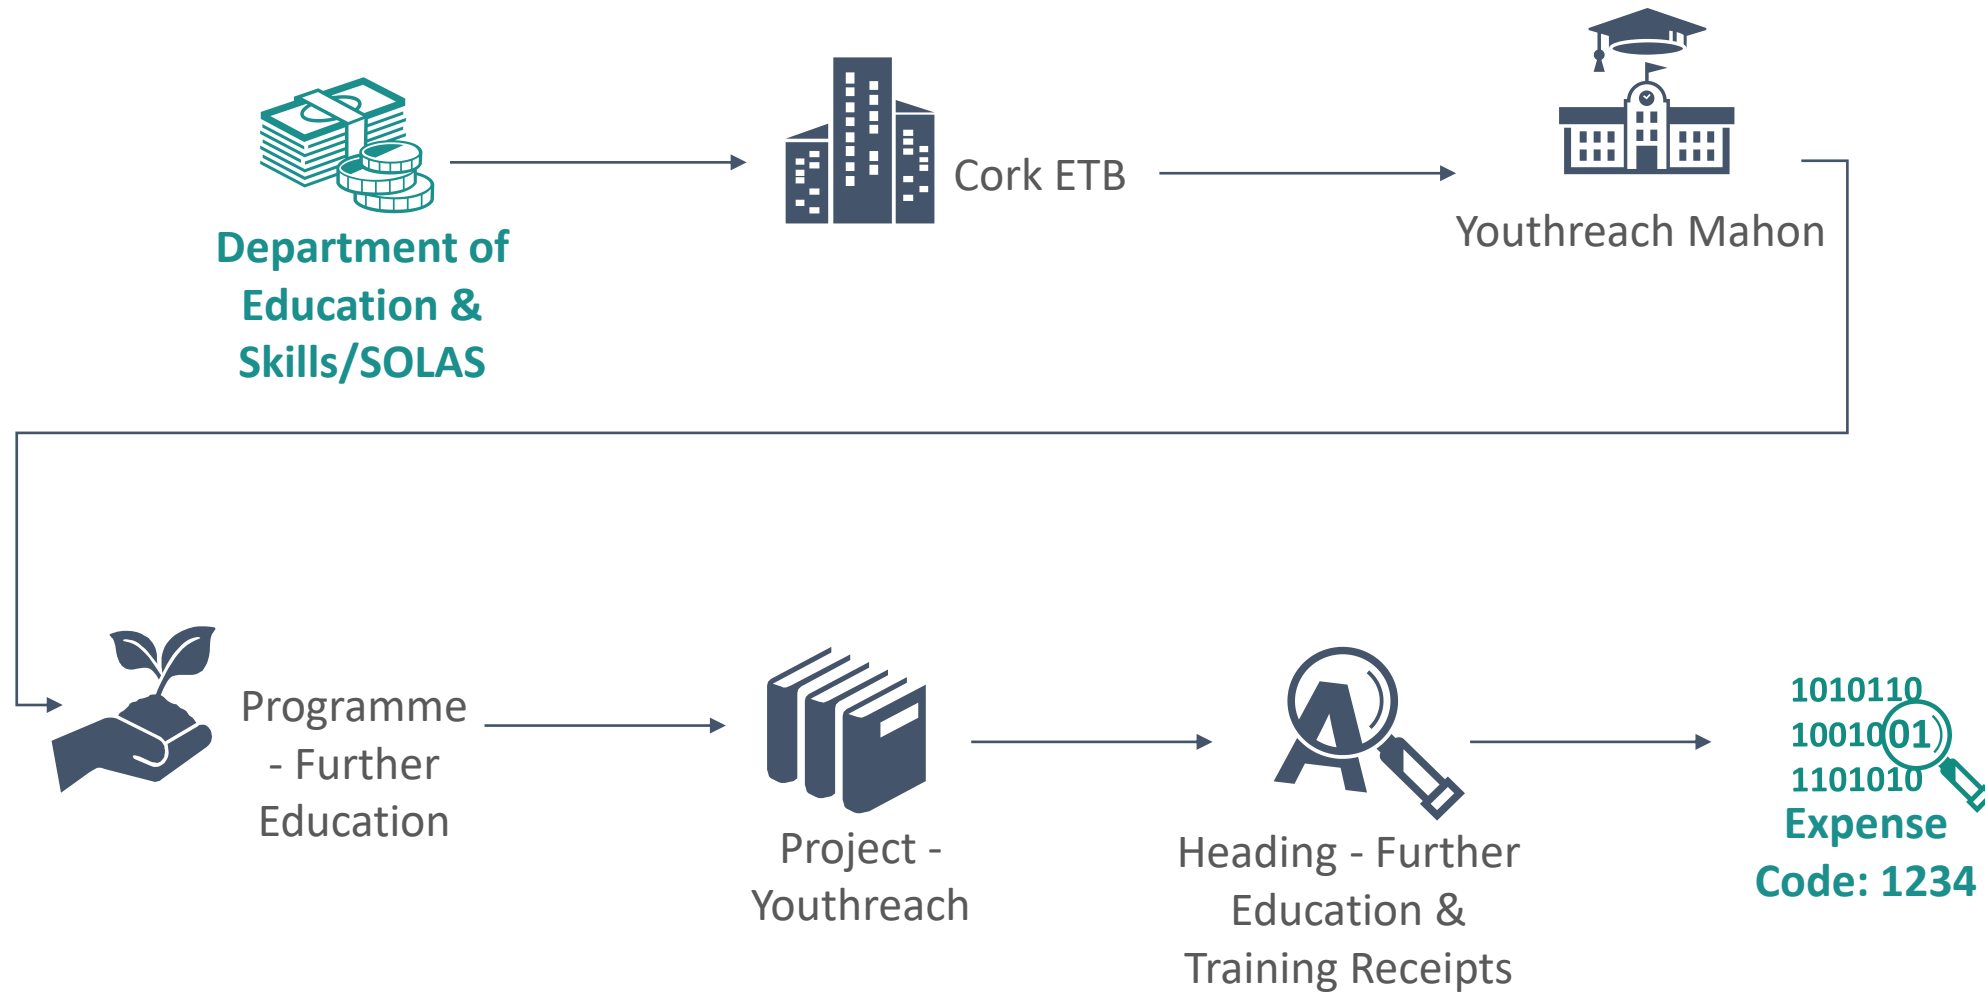 Department of
Education &
Skills/SOLAS
Cork ETB
Youthreach Mahon
Programme
- Further
Education
Project -
Youthreach
Heading - Further
Education &
Training Receipts
1010110
1001001
1101010
Expense
Code: 1234